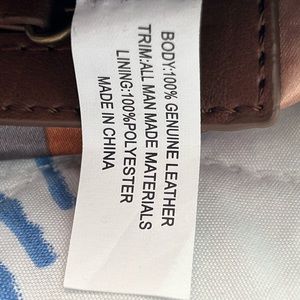 BODY:100% GENUINE LEATHER
TRIM:ALL MAN MADE MATERIALS
LINING:100%POLYESTER
MADE IN CHINA